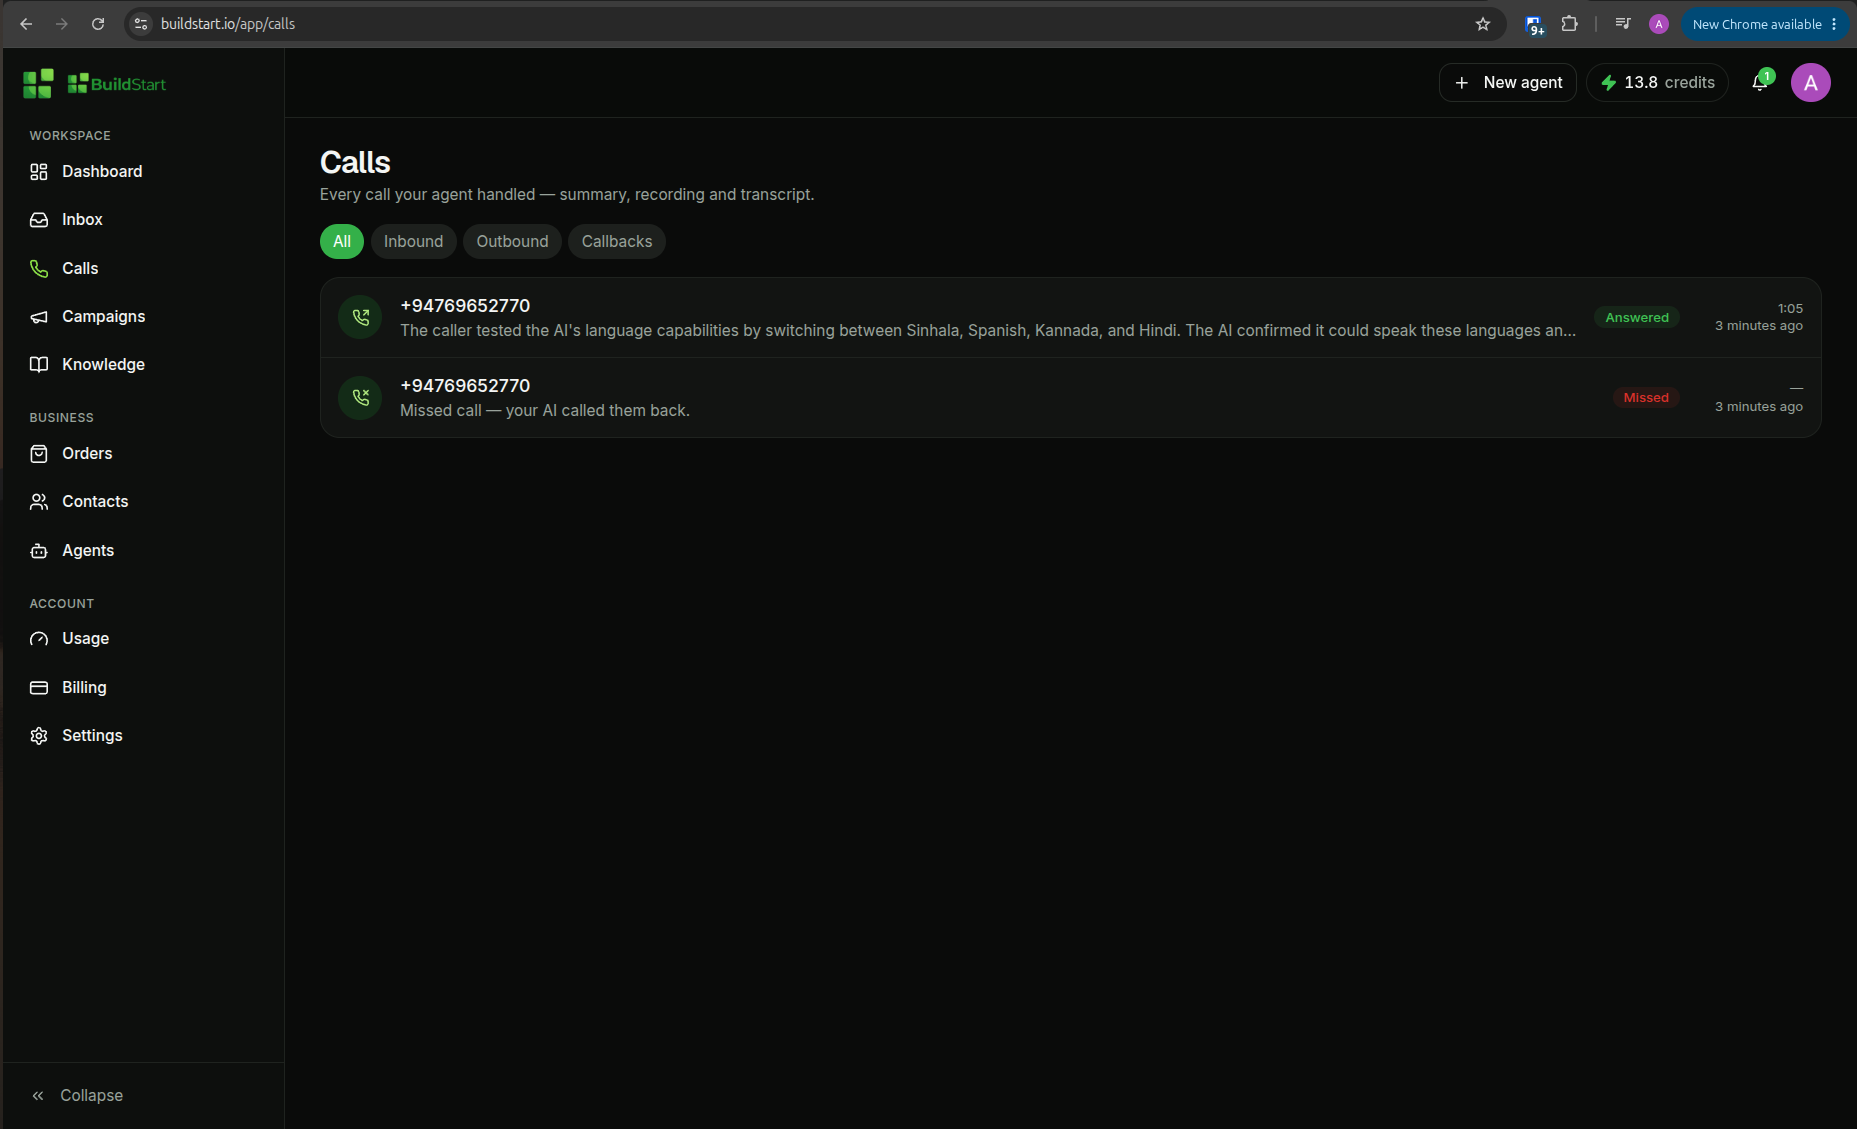 buildstart.io/app/calls
9+
A
New Chrome available
BuildStart
New agent
13.8 credits
1
A
WORKSPACE
Dashboard
Inbox
Calls
Campaigns
Knowledge
BUSINESS
Orders
Contacts
Agents
ACCOUNT
Usage
Billing
Settings
Collapse
Calls
Every call your agent handled — summary, recording and transcript.
All Inbound Outbound Callbacks
+94769652770
The caller tested the AI's language capabilities by switching between Sinhala, Spanish, Kannada, and Hindi. The AI confirmed it could speak these languages an...
Answered
1:05
3 minutes ago
+94769652770
Missed call — your AI called them back.
Missed
—
3 minutes ago